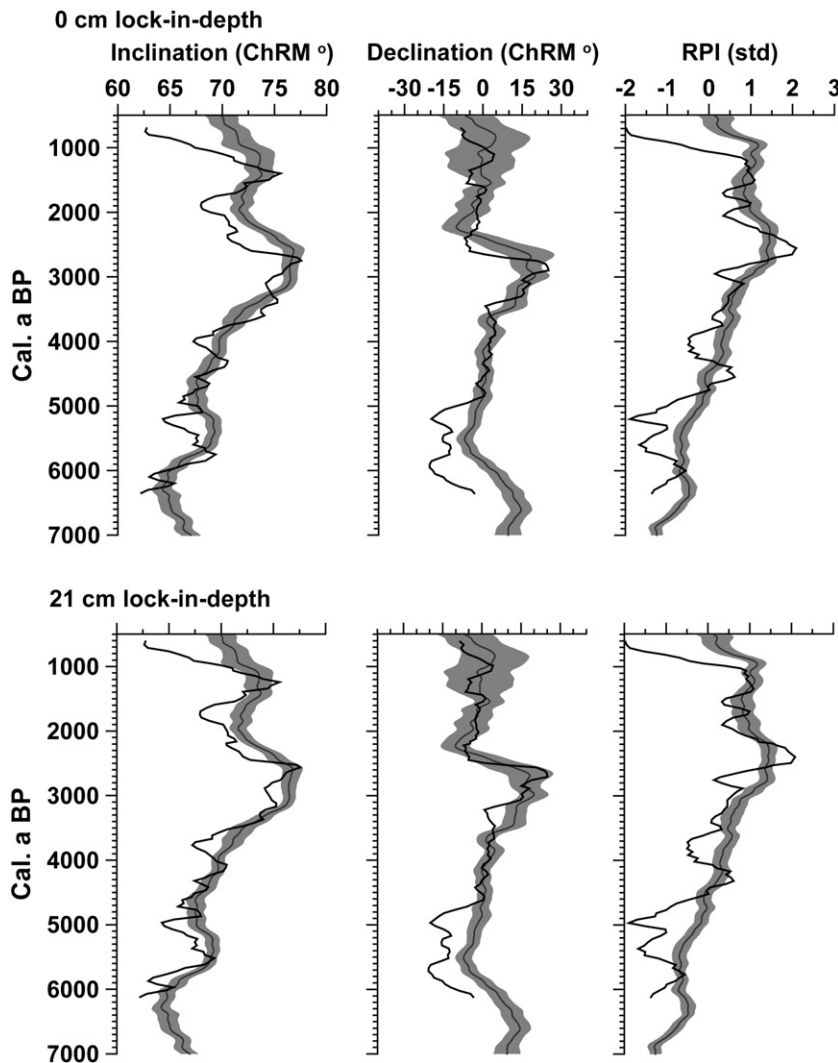 0 cm lock-in-depth
Inclination (ChRM °) Declination (ChRM °) RPI (std)
60 65 70 75 80 -30 -15 0 15 30 -2 -1 0 1 2 3
Cal. a BP
1000
2000
3000
4000
5000
6000
7000
21 cm lock-in-depth
Cal. a BP
1000
2000
3000
4000
5000
6000
7000